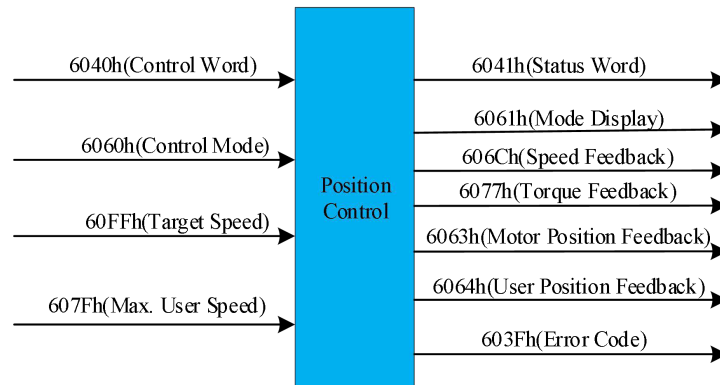 6040h(Control Word)
6060h(Control Mode)
60FFh(Target Speed)
607Fh(Max. User Speed)
Position
Control
6041h(Status Word)
6061h(Mode Display)
606Ch(Speed Feedback)
6077h(Torque Feedback)
6063h(Motor Position Feedback)
6064h(User Position Feedback)
603Fh(Error Code)